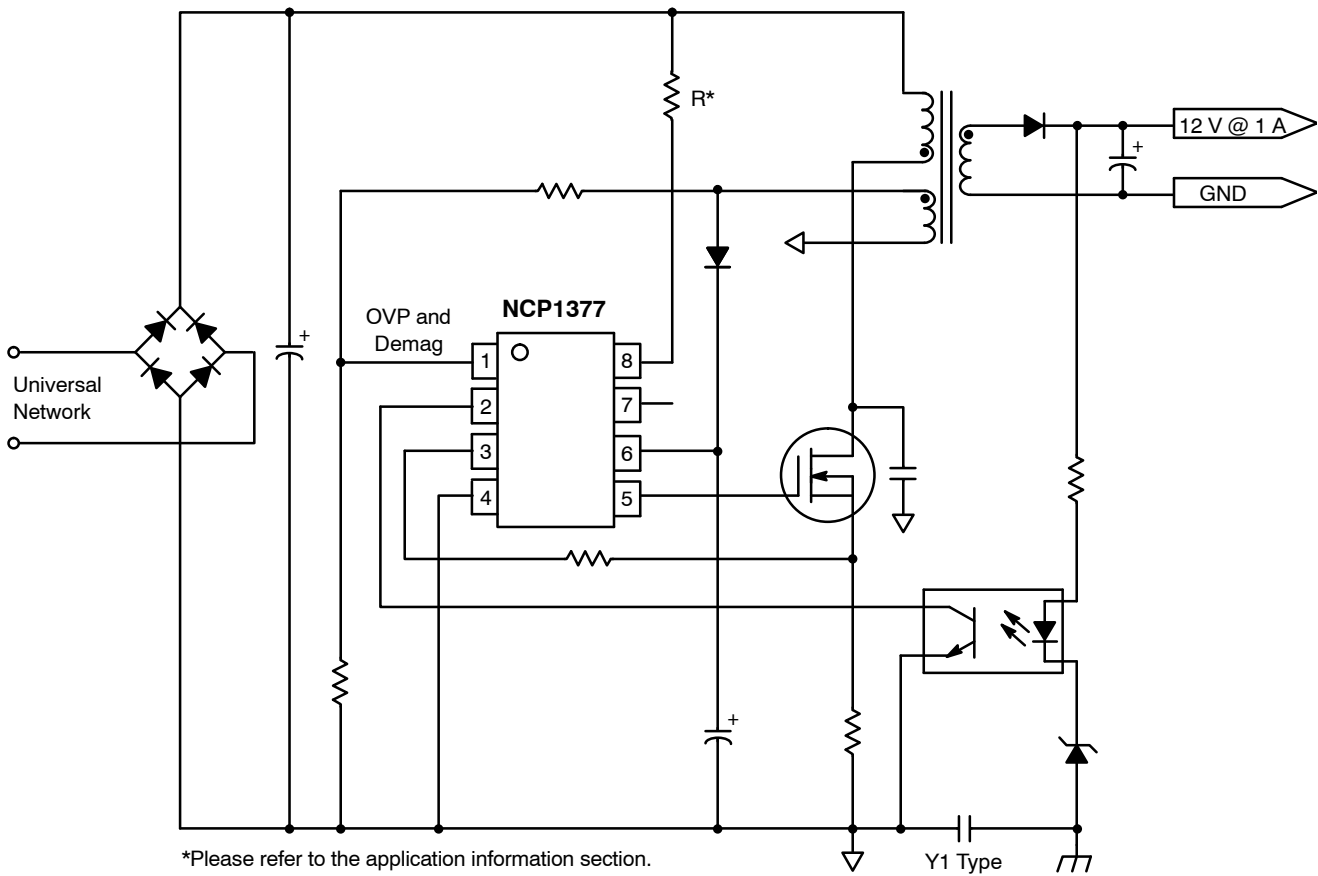 R*
12 V @ 1 A
+
GND
NCP1377
OVP and
Demag
+
1
8
Universal
Network
2
7
3
6
4
5
+
*Please refer to the application information section.
Y1 Type